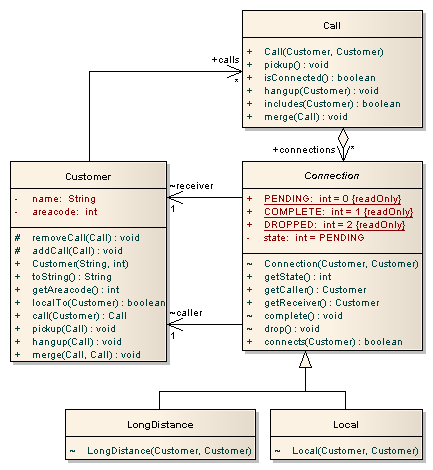 Call
+ Call(Customer, Customer)
+ pickup() : void
+ isConnected() : boolean
+ hangup(Customer) : void
+ includes(Customer) : boolean
+ merge(Call) : void
+calls
*
+connections
*
Customer
- name: String
- areacode: int
# removeCall(Call) : void
# addCall(Call) : void
+ Customer(String, int)
+ toString() : String
+ getAreacode() : int
+ localTo(Customer) : boolean
+ call(Customer) : Call
+ pickup(Call) : void
+ hangup(Call) : void
+ merge(Call, Call) : void
~receiver
1
~caller
1
Connection
+ PENDING: int = 0 {readOnly}
+ COMPLETE: int = 1 {readOnly}
+ DROPPED: int = 2 {readOnly}
- state: int = PENDING
~ Connection(Customer, Customer)
+ getState() : int
+ getCaller() : Customer
+ getReceiver() : Customer
~ complete() : void
~ drop() : void
+ connects(Customer) : boolean
LongDistance
~ LongDistance(Customer, Customer)
Local
~ Local(Customer, Customer)